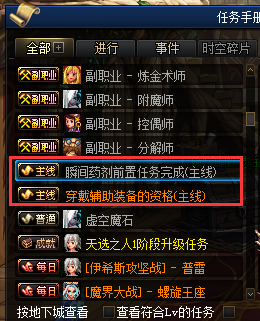 任务手册
全部 进行 事件 时空碎片
副职业 副职业 - 炼金术师
副职业 副职业 - 附魔师
副职业 副职业 - 控偶师
副职业 副职业 - 分解师
主线 瞬间药剂前置任务完成(主线)
主线 穿戴辅助装备的资格(主线)
普通 虚空魔石
成就 天选之人1阶段升级任务
每日 [伊希斯攻坚战] - 普雷
每日 [魔界大战] - 螺旋王座
按地下城查看 查看符合Lv的任务